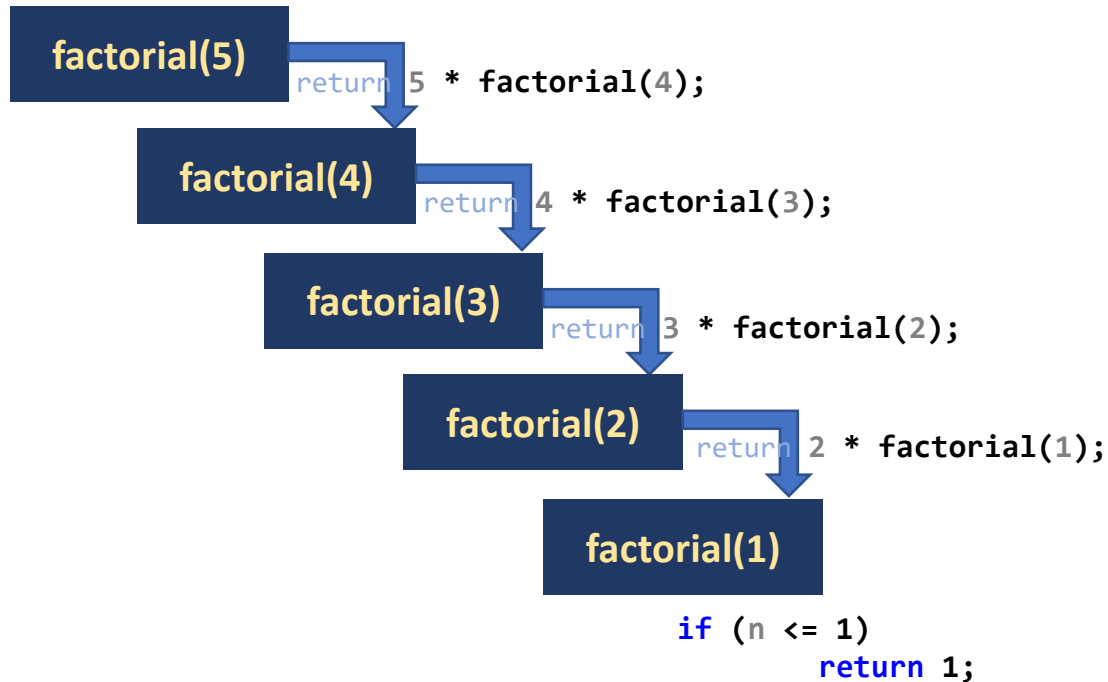 factorial(5)
return 5 * factorial(4);
factorial(4)
return 4 * factorial(3);
factorial(3)
return 3 * factorial(2);
factorial(2)
return 2 * factorial(1);
factorial(1)
if (n <= 1)
return 1;